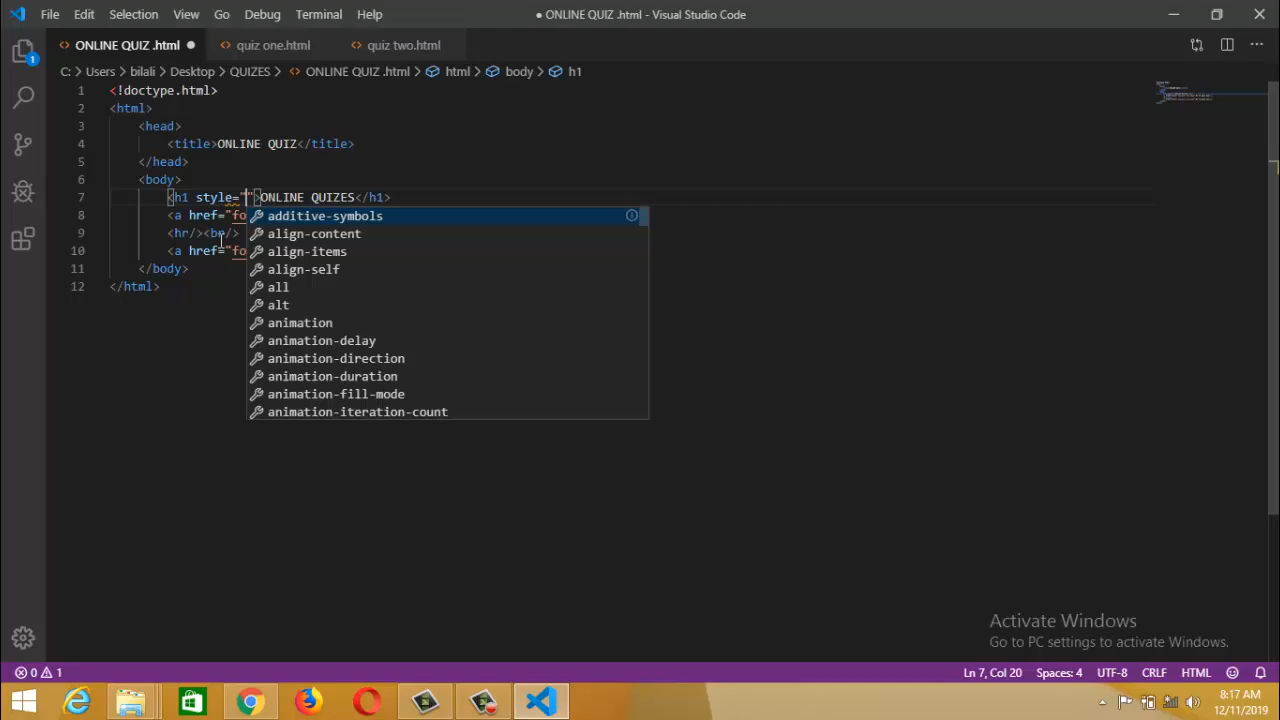 File Edit Selection View Go Debug Terminal Help
● ONLINE QUIZ .html - Visual Studio Code
ONLINE QUIZ .html ● quiz one.html quiz two.html
C: > Users > bilali > Desktop > QUIZES > ONLINE QUIZ .html > html > body > h1
1 <!doctype.html>
2 <html>
3 <head>
4 <title>ONLINE QUIZ</title>
5 </head>
6 <body>
7 <h1 style="">ONLINE QUIZES</h1>
8 <a href="fo
9 <hr/><br/>
10 <a href="fo
11 </body>
12 </html>
additive-symbols
align-content
align-items
align-self
all
alt
animation
animation-delay
animation-direction
animation-duration
animation-fill-mode
animation-iteration-count
1
Activate Windows
Go to PC settings to activate Windows.
0 1
Ln 7, Col 20 Spaces: 4 UTF-8 CRLF HTML
8:17 AM
12/11/2019